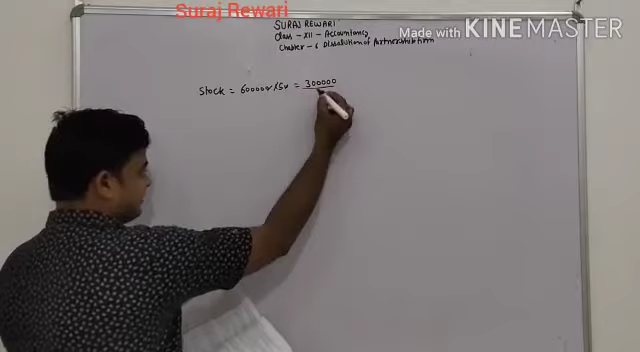 Suraj Rewari
Made with KINEMASTER
SURAJ REWARI
Class - XII - Accountancy
Chapter - 6 Dissolution of Partnership Firm
Stock = 600000 X 50% = 300000